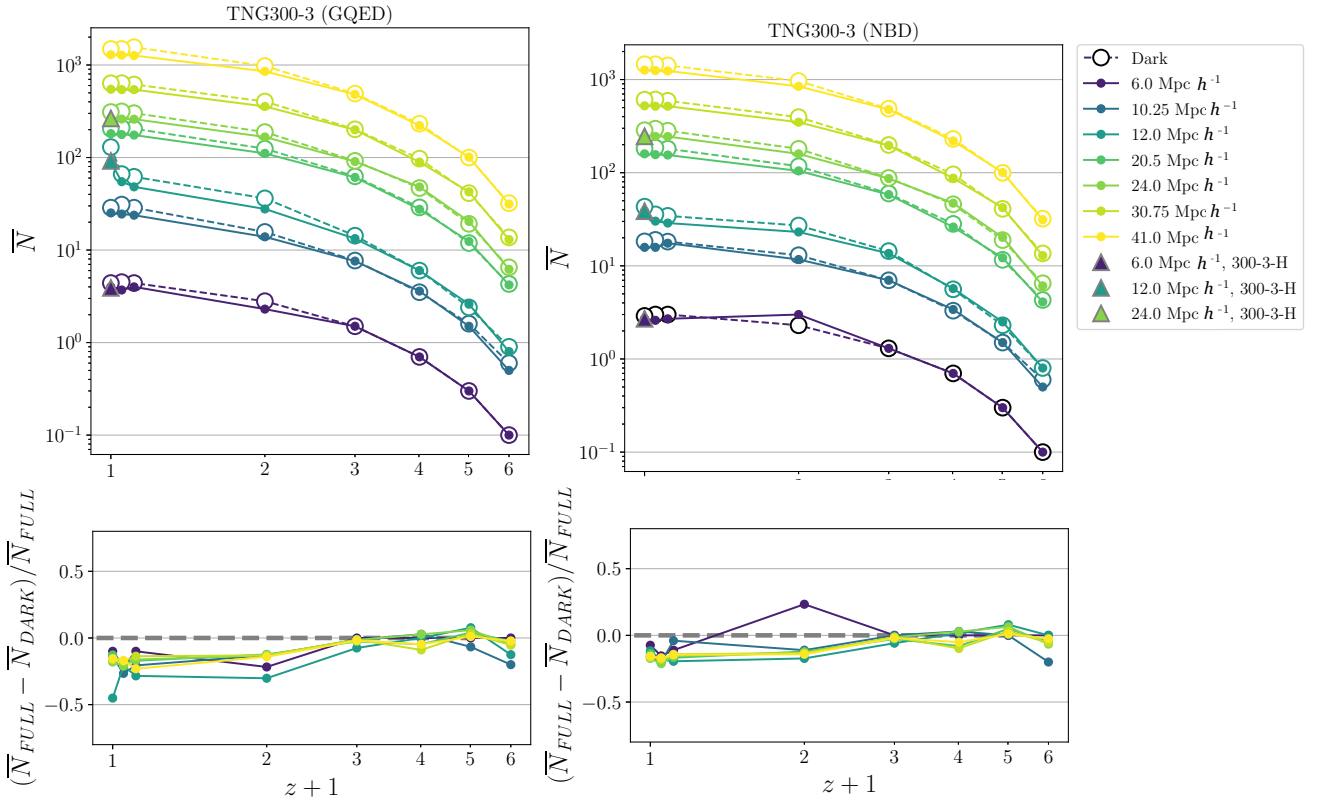 TNG300-3 (GQED)
N̅
10³
10²
10¹
10⁰
10⁻¹
1
2
3
4
5
6
TNG300-3 (NBD)
N̅
10³
10²
10¹
10⁰
10⁻¹
Dark
6.0 Mpc h⁻¹
10.25 Mpc h⁻¹
12.0 Mpc h⁻¹
20.5 Mpc h⁻¹
24.0 Mpc h⁻¹
30.75 Mpc h⁻¹
41.0 Mpc h⁻¹
6.0 Mpc h⁻¹, 300-3-H
12.0 Mpc h⁻¹, 300-3-H
24.0 Mpc h⁻¹, 300-3-H
(N̅FULL − N̅DARK)/N̅FULL
0.5
0.0
−0.5
1
2
3
4
5
6
z + 1
(N̅FULL − N̅DARK)/N̅FULL
0.5
0.0
−0.5
1
2
3
4
5
6
z + 1